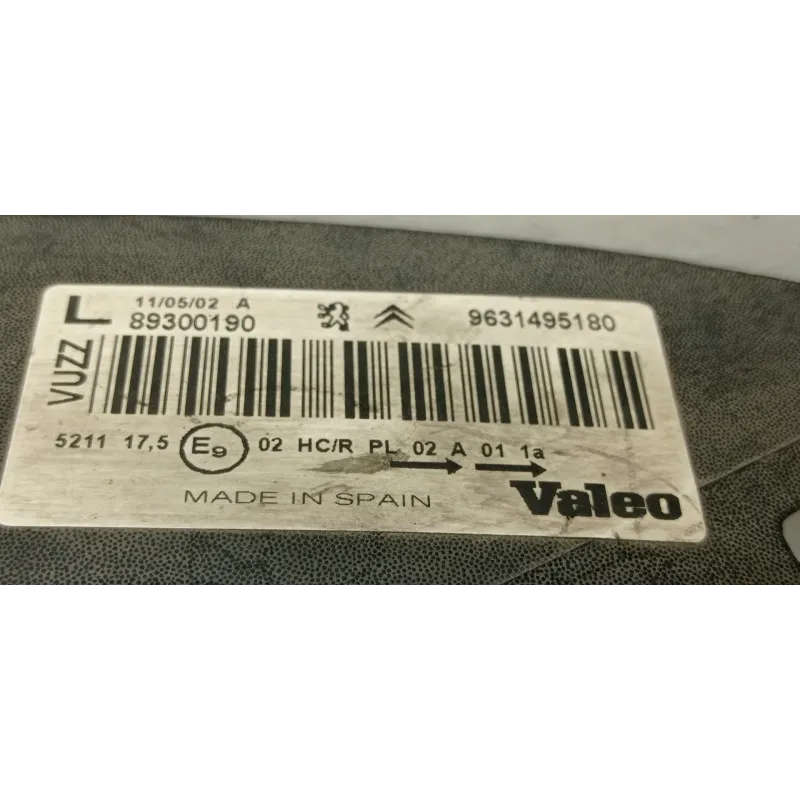 L 11/05/02 A
89300190 9631495180
VUZZ
5211 17,5 E9 02 HC/R PL 02 A 01 1a
MADE IN SPAIN
Valeo